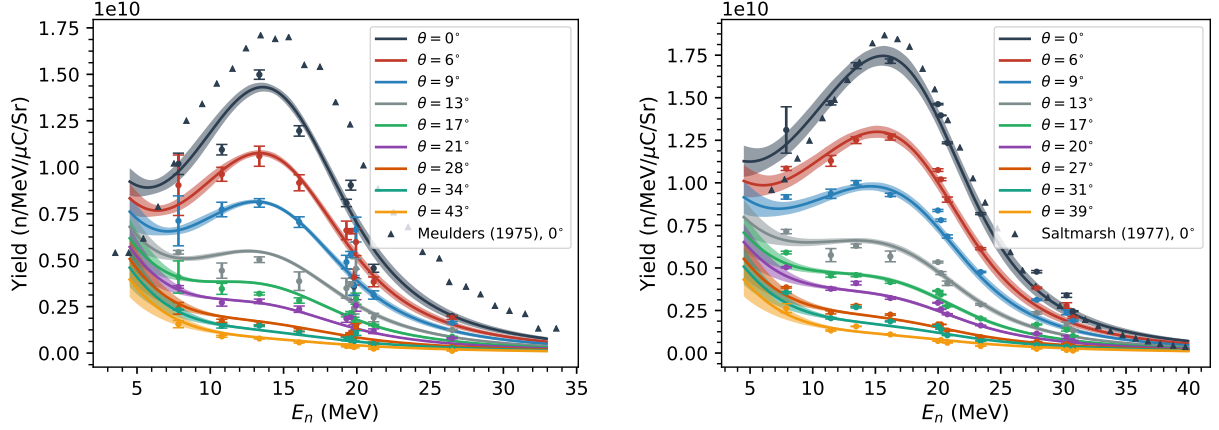 1e10
Yield (n/MeV/μC/Sr)
1.75
1.50
1.25
1.00
0.75
0.50
0.25
0.00
5 10 15 20 25 30 35
E_n (MeV)
θ = 0°
θ = 6°
θ = 9°
θ = 13°
θ = 17°
θ = 21°
θ = 28°
θ = 34°
θ = 43°
Meulders (1975), 0°
1e10
Yield (n/MeV/μC/Sr)
1.75
1.50
1.25
1.00
0.75
0.50
0.25
0.00
5 10 15 20 25 30 35 40
E_n (MeV)
θ = 0°
θ = 6°
θ = 9°
θ = 13°
θ = 17°
θ = 20°
θ = 27°
θ = 31°
θ = 39°
Saltmarsh (1977), 0°